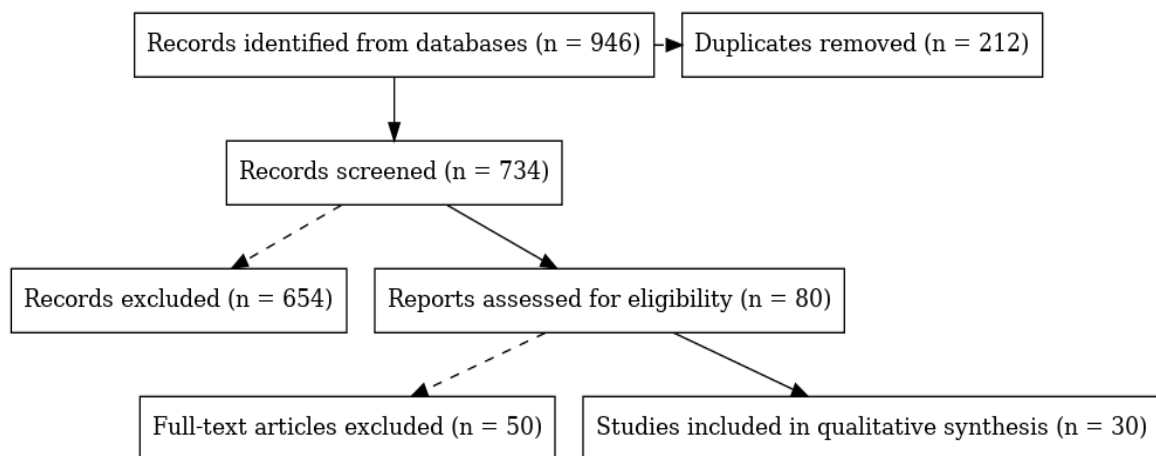 Records identified from databases (n = 946)
Duplicates removed (n = 212)
Records screened (n = 734)
Records excluded (n = 654)
Reports assessed for eligibility (n = 80)
Full-text articles excluded (n = 50)
Studies included in qualitative synthesis (n = 30)